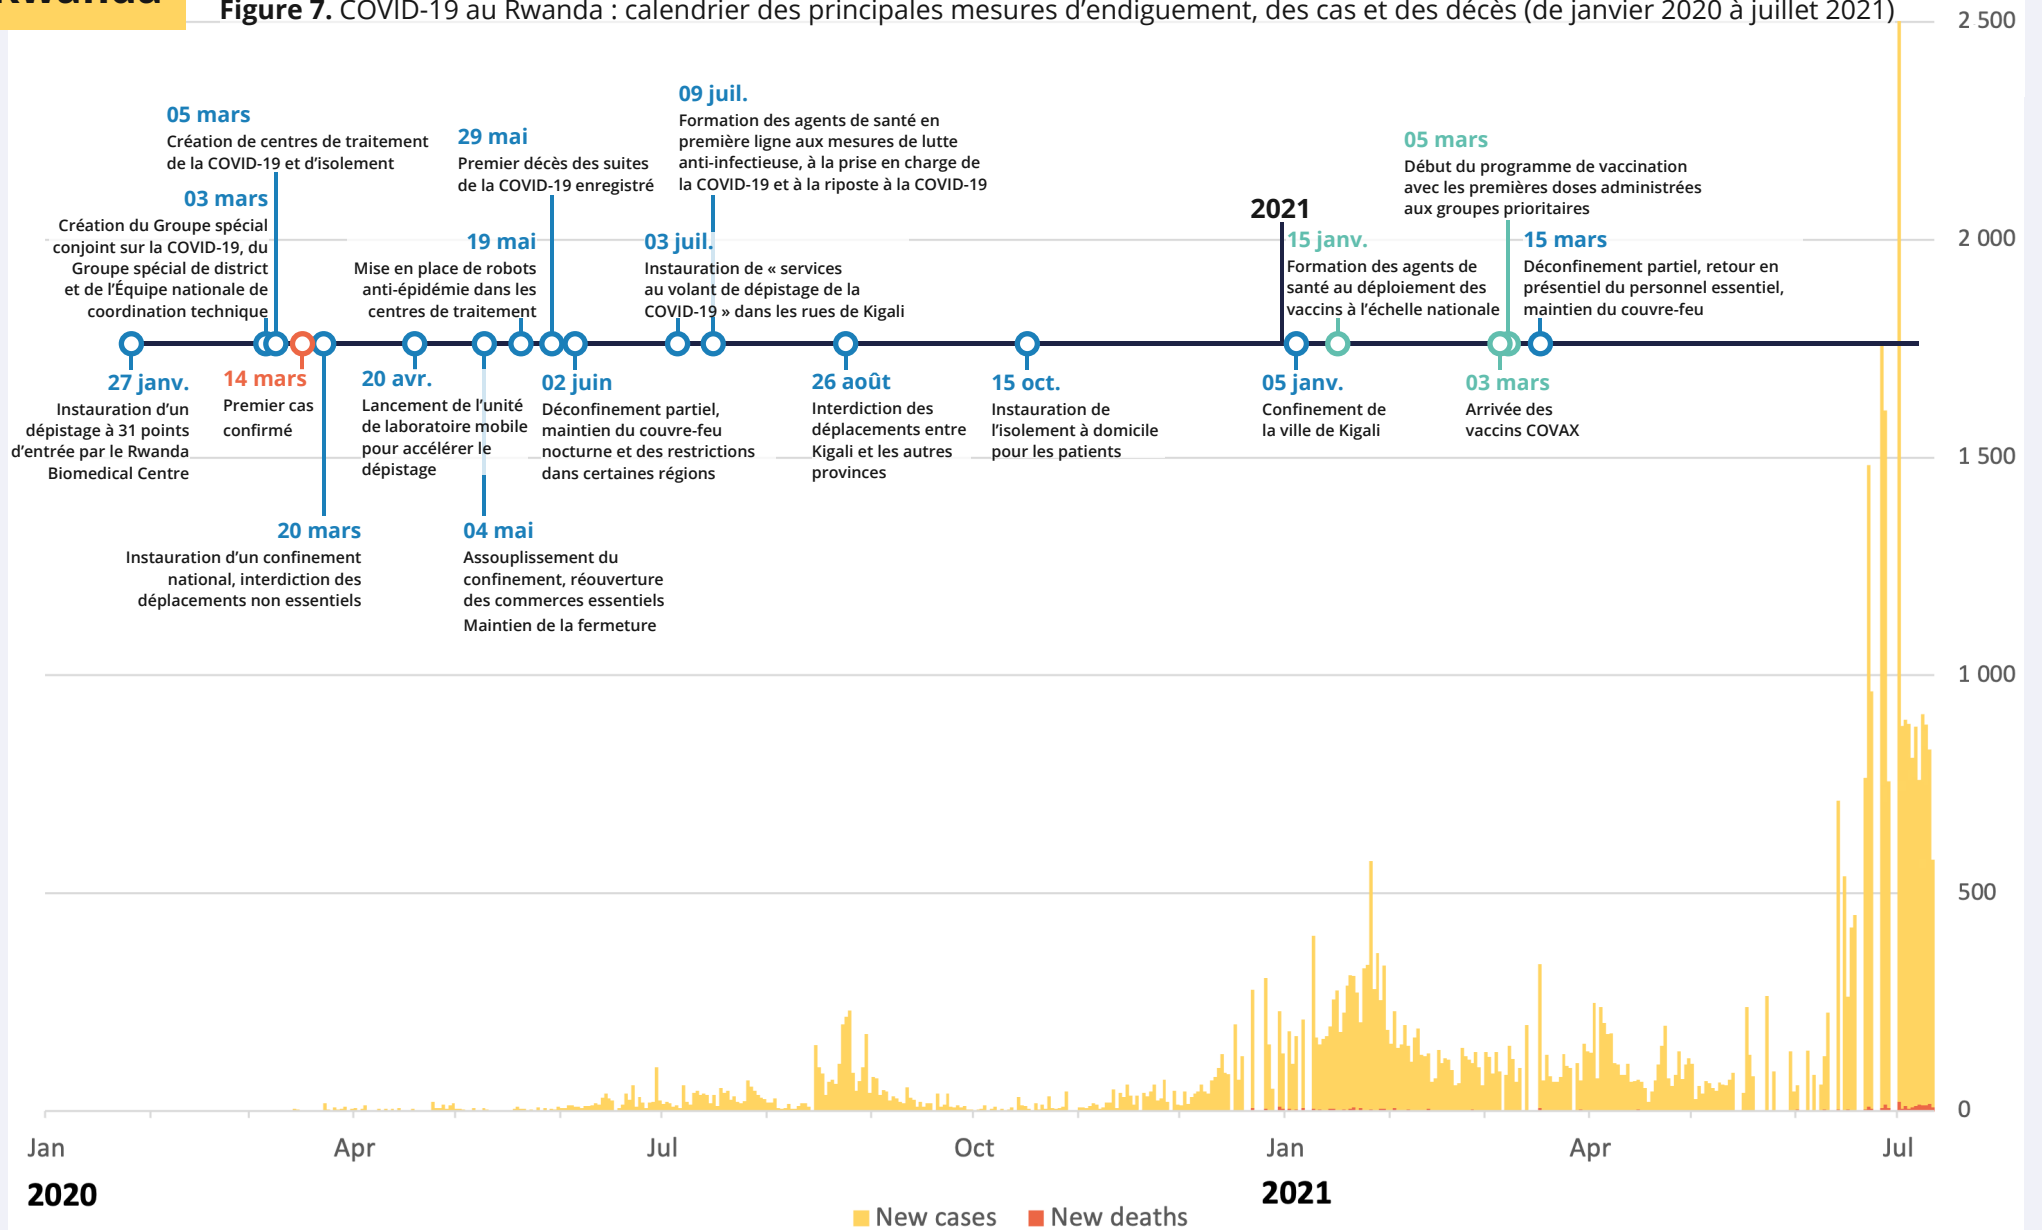 Rwanda
Figure 7. COVID-19 au Rwanda : calendrier des principales mesures d’endiguement, des cas et des décès (de janvier 2020 à juillet 2021)
05 mars
Création de centres de traitement
de la COVID-19 et d’isolement
03 mars
Création du Groupe spécial
conjoint sur la COVID-19, du
Groupe spécial de district
et de l’Équipe nationale de
coordination technique
29 mai
Premier décès des suites
de la COVID-19 enregistré
19 mai
Mise en place de robots
anti-épidémie dans les
centres de traitement
09 juil.
Formation des agents de santé en
première ligne aux mesures de lutte
anti-infectieuse, à la prise en charge de
la COVID-19 et à la riposte à la COVID-19
03 juil.
Instauration de « services
au volant de dépistage de la
COVID-19 » dans les rues de Kigali
2021
15 janv.
Formation des agents de
santé au déploiement des
vaccins à l’échelle nationale
05 mars
Début du programme de vaccination
avec les premières doses administrées
aux groupes prioritaires
15 mars
Déconfinement partiel, retour en
présentiel du personnel essentiel,
maintien du couvre-feu
27 janv.
Instauration d’un
dépistage à 31 points
d’entrée par le Rwanda
Biomedical Centre
14 mars
Premier cas
confirmé
20 mars
Instauration d’un confinement
national, interdiction des
déplacements non essentiels
20 avr.
Lancement de l’unité
de laboratoire mobile
pour accélérer le
dépistage
04 mai
Assouplissement du
confinement, réouverture
des commerces essentiels
Maintien de la fermeture
02 juin
Déconfinement partiel,
maintien du couvre-feu
nocturne et des restrictions
dans certaines régions
26 août
Interdiction des
déplacements entre
Kigali et les autres
provinces
15 oct.
Instauration de
l’isolement à domicile
pour les patients
05 janv.
Confinement de
la ville de Kigali
03 mars
Arrivée des
vaccins COVAX
2 500
2 000
1 500
1 000
500
0
Jan
Apr
Jul
Oct
Jan
Apr
Jul
2020
2021
New cases
New deaths